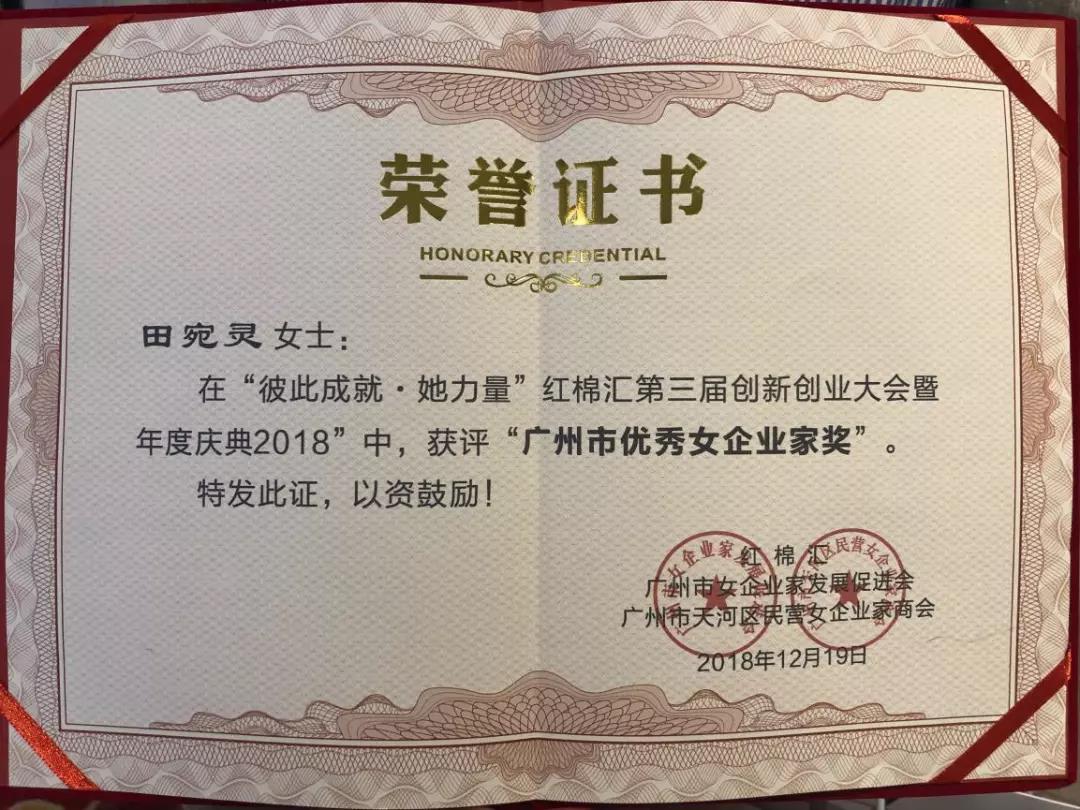 荣誉证书
HONORARY CREDENTIAL
田宛灵 女士：
在“彼此成就·她力量”红棉汇第三届创新创业大会暨
年度庆典2018”中，获评“广州市优秀女企业家奖”。
特发此证，以资鼓励！
红棉汇
广州市女企业家发展促进会
广州市天河区民营女企业家商会
2018年12月19日